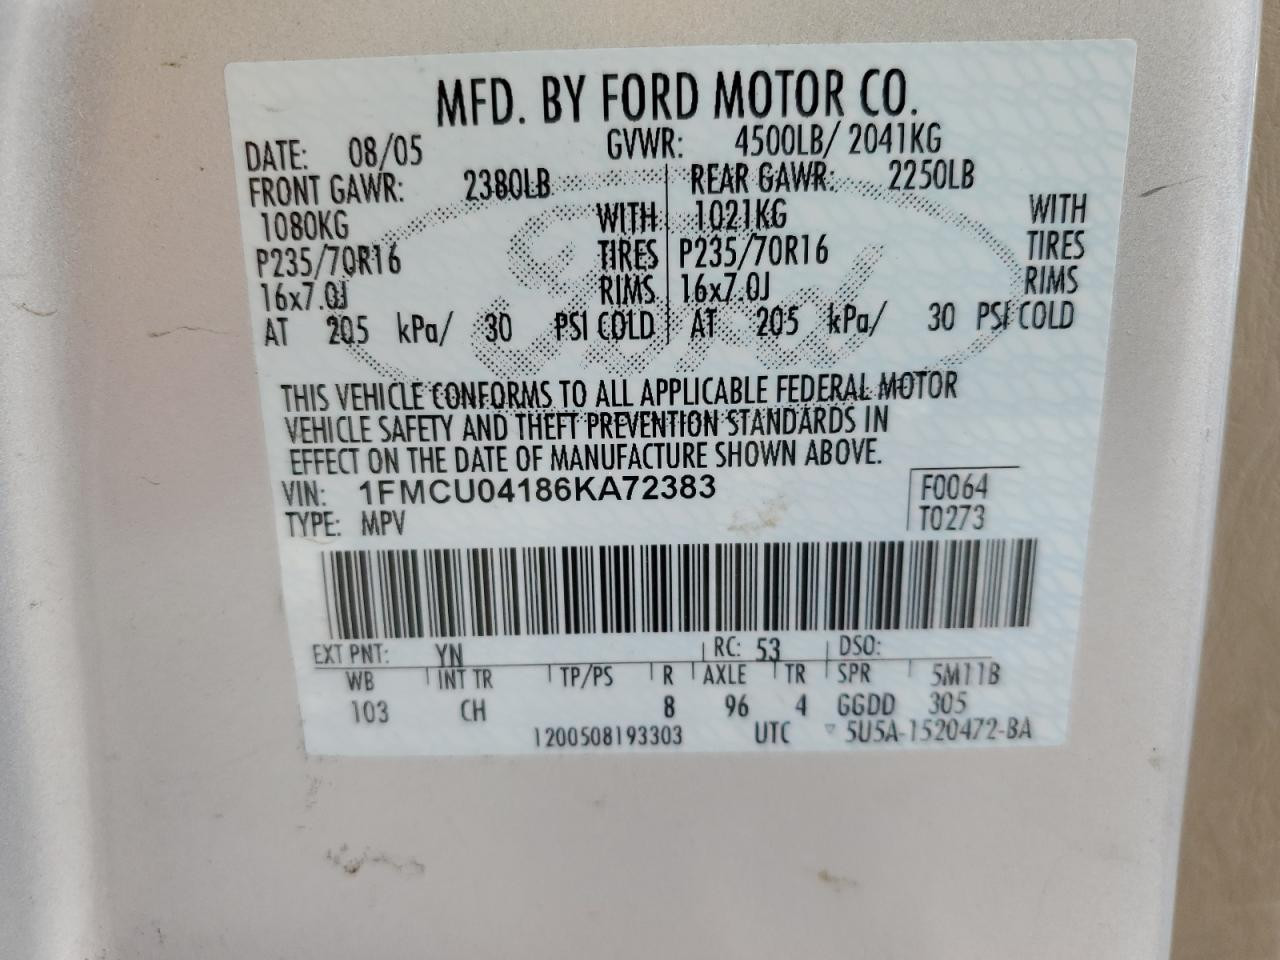 MFD. BY FORD MOTOR CO.
DATE: 08/05 GVWR: 4500LB/ 2041KG
FRONT GAWR: 2380LB REAR GAWR: 2250LB
1080KG WITH 1021KG WITH
P235/70R16 TIRES P235/70R16 TIRES
16x7.0J RIMS 16x7.0J RIMS
AT 205 kPa/ 30 PSI COLD AT 205 kPa/ 30 PSI COLD
Ford
THIS VEHICLE CONFORMS TO ALL APPLICABLE FEDERAL MOTOR
VEHICLE SAFETY AND THEFT PREVENTION STANDARDS IN
EFFECT ON THE DATE OF MANUFACTURE SHOWN ABOVE.
VIN: 1FMCU04186KA72383 F0064
TYPE: MPV T0273
EXT PNT: YN RC: 53 DSO:
WB INT TR TP/PS R AXLE TR SPR 5M11B
103 CH 8 96 4 GGDD 305
1200508193303 UTC ▽ 5U5A-1520472-BA